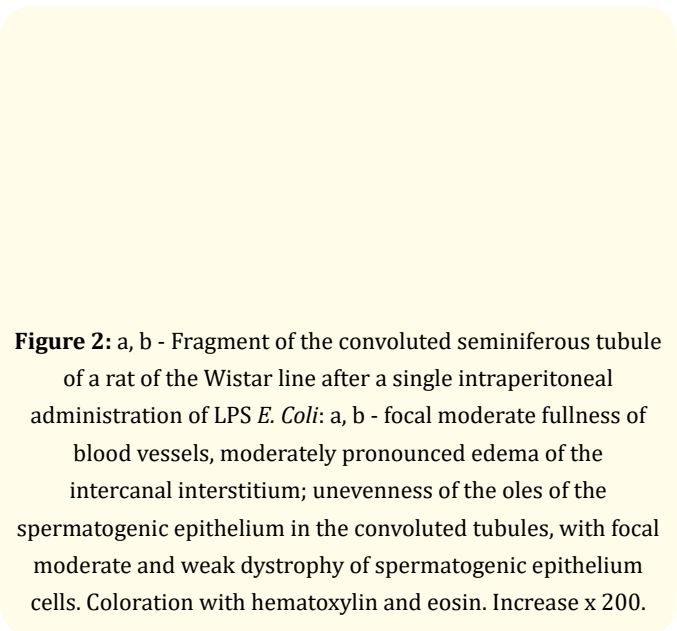 Figure 2: a, b - Fragment of the convoluted seminiferous tubule
of a rat of the Wistar line after a single intraperitoneal
administration of LPS E. Coli: a, b - focal moderate fullness of
blood vessels, moderately pronounced edema of the
intercanal interstitium; unevenness of the oles of the
spermatogenic epithelium in the convoluted tubules, with focal
moderate and weak dystrophy of spermatogenic epithelium
cells. Coloration with hematoxylin and eosin. Increase x 200.